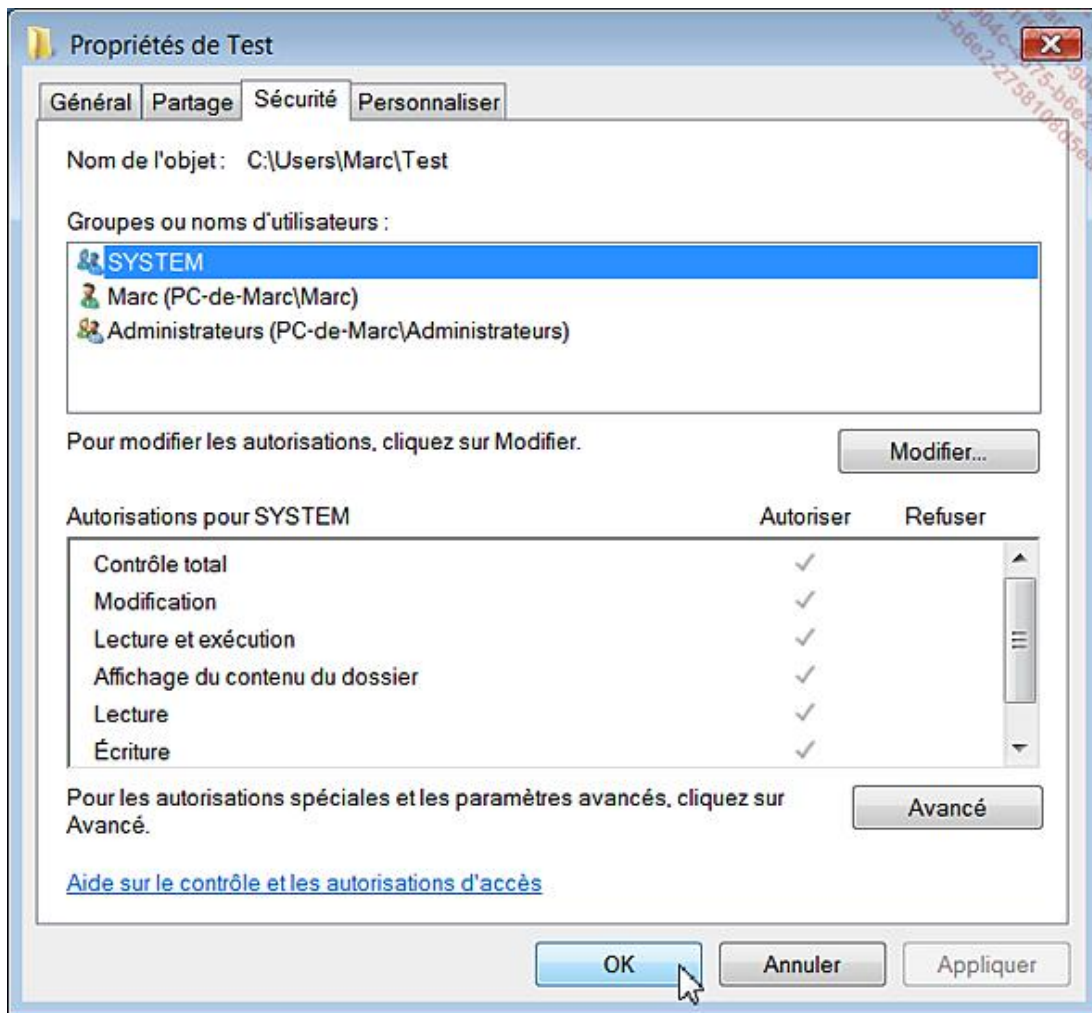 Propriétés de Test
Général Partage Sécurité Personnaliser
Nom de l'objet : C:\Users\Marc\Test
Groupes ou noms d'utilisateurs :
SYSTEM
Marc (PC-de-Marc\Marc)
Administrateurs (PC-de-Marc\Administrateurs)
Pour modifier les autorisations, cliquez sur Modifier.
Modifier...
Autorisations pour SYSTEM Autoriser Refuser
Contrôle total
Modification
Lecture et exécution
Affichage du contenu du dossier
Lecture
Écriture
Pour les autorisations spéciales et les paramètres avancés, cliquez sur
Avancé.
Avancé
Aide sur le contrôle et les autorisations d'accès
OK Annuler Appliquer